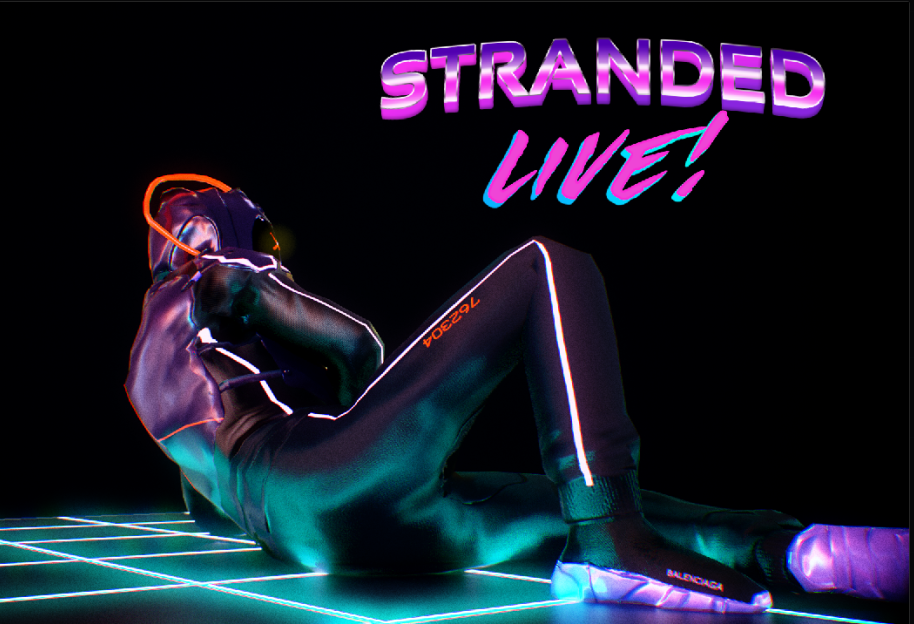 STRANDED
LIVE!
762304
BALENCIAGA